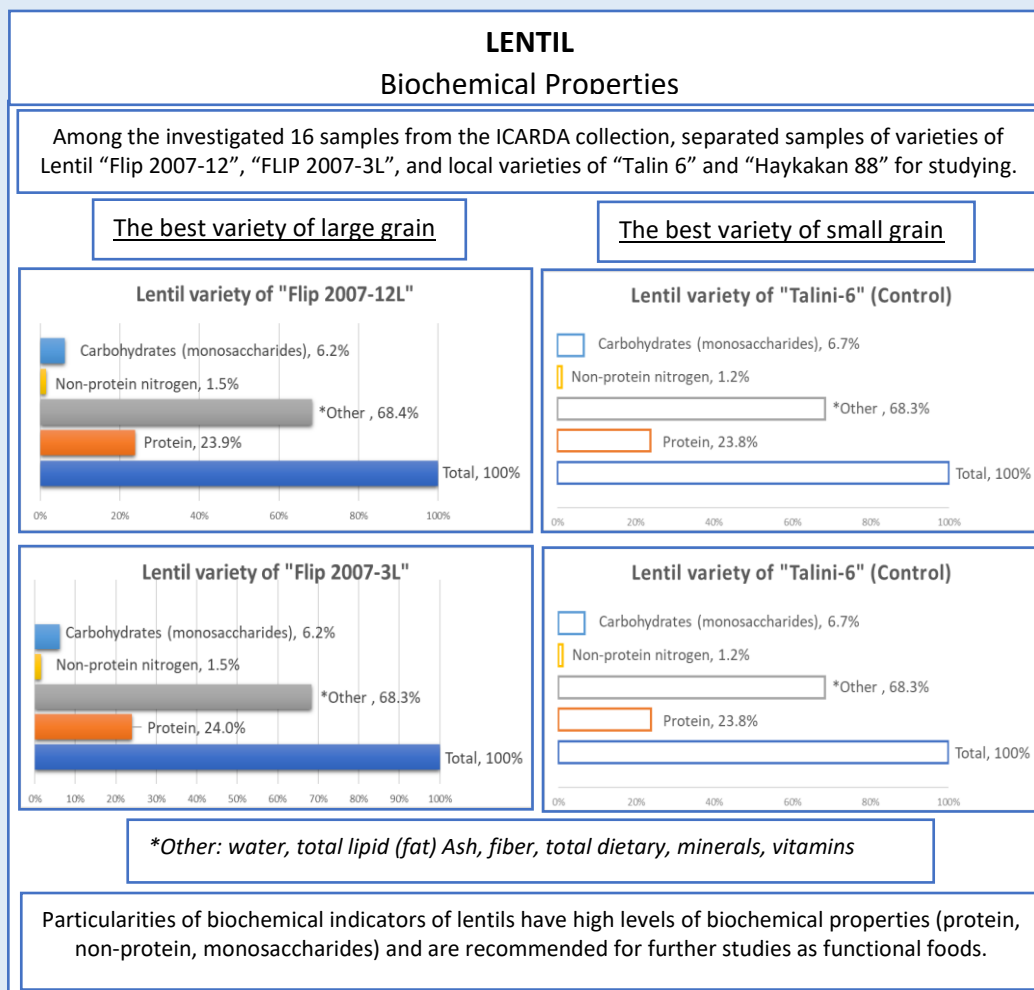 LENTIL
Biochemical Properties
Among the investigated 16 samples from the ICARDA collection, separated samples of varieties of
Lentil “Flip 2007-12”, “FLIP 2007-3L”, and local varieties of “Talin 6” and “Haykakan 88” for studying.
The best variety of large grain
The best variety of small grain
Lentil variety of "Flip 2007-12L"
Carbohydrates (monosaccharides), 6.2%
Non-protein nitrogen, 1.5%
*Other , 68.4%
Protein, 23.9%
Total, 100%
0% 20% 40% 60% 80% 100%
Lentil variety of "Talini-6" (Control)
Carbohydrates (monosaccharides), 6.7%
Non-protein nitrogen, 1.2%
*Other , 68.3%
Protein, 23.8%
Total, 100%
0% 20% 40% 60% 80% 100%
Lentil variety of "Flip 2007-3L"
Carbohydrates (monosaccharides), 6.2%
Non-protein nitrogen, 1.5%
*Other , 68.3%
Protein, 24.0%
Total, 100%
0% 10% 20% 30% 40% 50% 60% 70% 80% 90% 100%
Lentil variety of "Talini-6" (Control)
Carbohydrates (monosaccharides), 6.7%
Non-protein nitrogen, 1.2%
*Other , 68.3%
Protein, 23.8%
Total, 100%
0% 20% 40% 60% 80% 100%
*Other: water, total lipid (fat) Ash, fiber, total dietary, minerals, vitamins
Particularities of biochemical indicators of lentils have high levels of biochemical properties (protein,
non-protein, monosaccharides) and are recommended for further studies as functional foods.